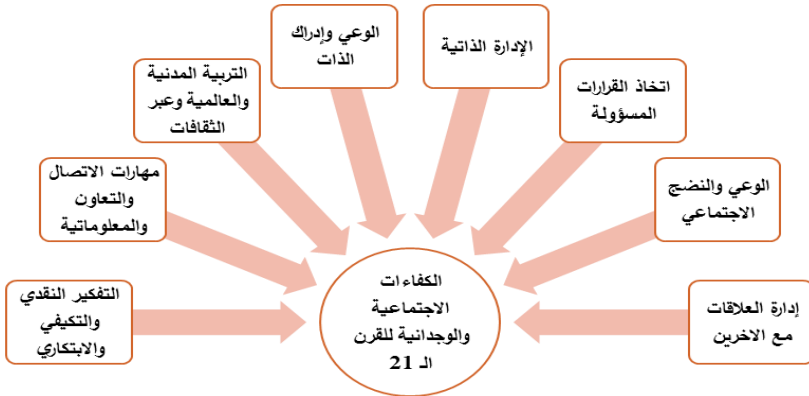 الوعي وإدراك
الذات
الإدارة الذاتية
التربية المدنية
والعالمية وعبر
الثقافات
اتخاذ القرارات
المسؤولة
مهارات الاتصال
والتعاون
والمعلوماتية
الوعي والنضج
الاجتماعي
التفكير النقدي
والتكيفي
والابتكاري
الكفاءات
الاجتماعية
والوجدانية للقرن
الـ 21
إدارة العلاقات
مع الاخرين